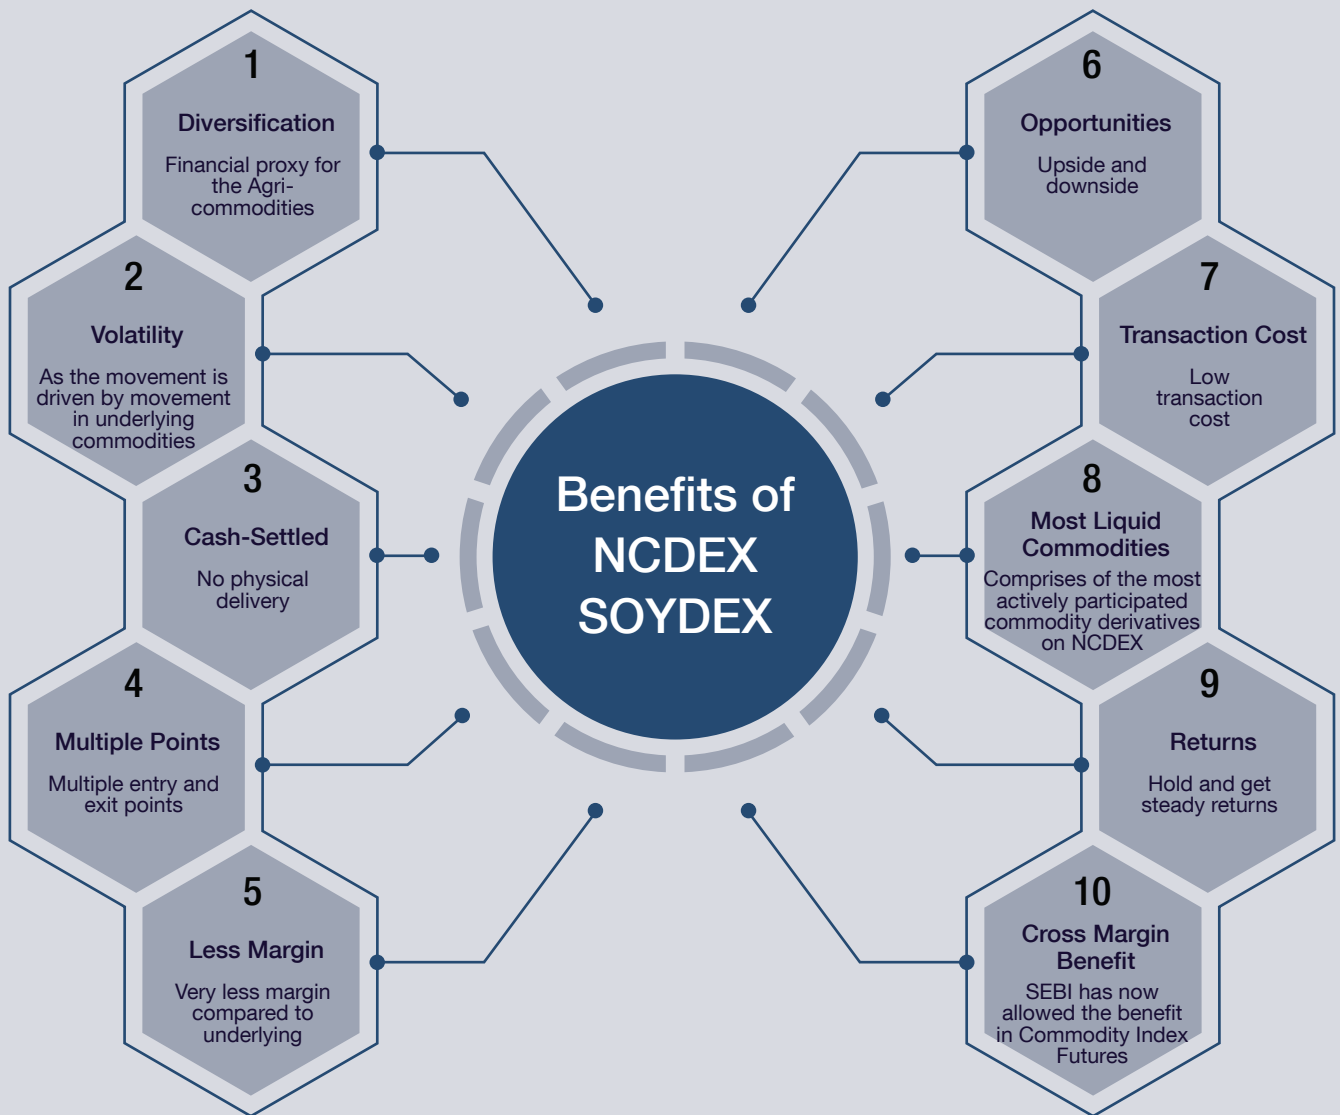 1
Diversification
Financial proxy for
the Agri-
commodities
2
Volatility
As the movement is
driven by movement
in underlying
commodities
3
Cash-Settled
No physical
delivery
4
Multiple Points
Multiple entry and
exit points
5
Less Margin
Very less margin
compared to
underlying
Benefits of
NCDEX
SOYDEX
6
Opportunities
Upside and
downside
7
Transaction Cost
Low
transaction
cost
8
Most Liquid
Commodities
Comprises of the most
actively participated
commodity derivatives
on NCDEX
9
Returns
Hold and get
steady returns
10
Cross Margin
Benefit
SEBI has now
allowed the benefit
in Commodity Index
Futures